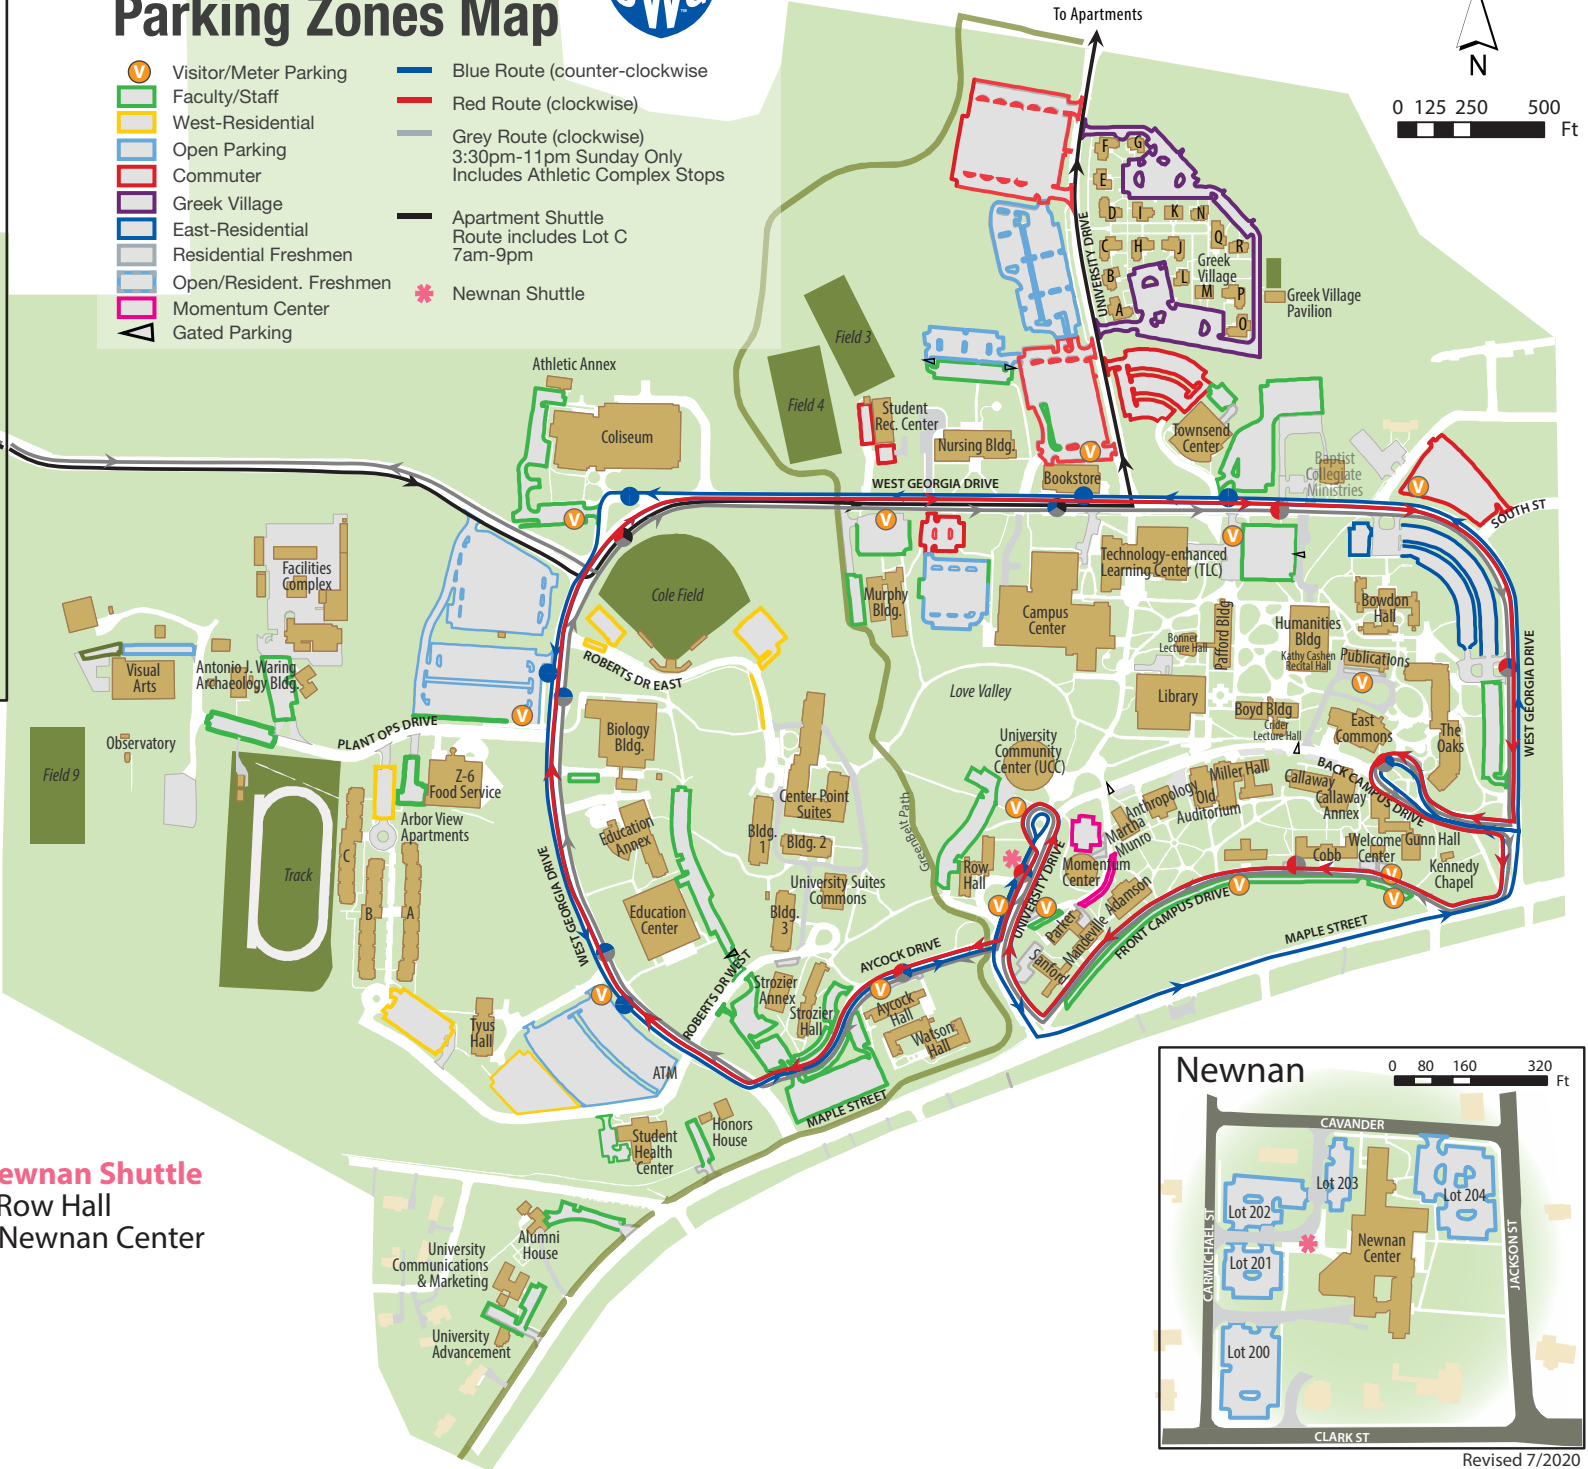 Parking Zones Map
V
Visitor/Meter Parking
Faculty/Staff
West-Residential
Open Parking
Commuter
Greek Village
East-Residential
Residential Freshmen
Open/Resident. Freshmen
Momentum Center
Gated Parking
Blue Route (counter-clockwise
Red Route (clockwise)
Grey Route (clockwise)
3:30pm-11pm Sunday Only
Includes Athletic Complex Stops
Apartment Shuttle
Route includes Lot C
7am-9pm
Newnan Shuttle
To Apartments
N
0 125 250 500
Ft
F
G
E
D
I
K
N
C
H
J
Q
R
B
L
M
P
A
O
Greek
Village
UNIVERSITY DRIVE
Greek Village
Pavilion
Field 3
Field 4
Athletic Annex
Coliseum
Student
Rec. Center
Nursing Bldg.
Bookstore
V
Townsend
Center
Baptist
Collegiate
Ministries
V
SOUTH ST
WEST GEORGIA DRIVE
V
V
V
Technology-enhanced
Learning Center (TLC)
Facilities
Complex
Cole Field
Murphy
Bldg.
Campus
Center
Bonner
Lecture Hall
Pafford Bldg
Humanities
Bldg
Kathy Cashen
Recital Hall
Bowdon
Hall
Publications
V
WEST GEORGIA DRIVE
Visual
Arts
Antonio J. Waring
Archaeology Bldg.
ROBERTS DR EAST
Love Valley
Library
Boyd Bldg
Crider
Lecture Hall
East
Commons
The
Oaks
Observatory
PLANT OPS DRIVE
V
Biology
Bldg.
University
Community
Center (UCC)
Field 9
Z-6
Food Service
Arbor View
Apartments
Center Point
Suites
Bldg.
1
Bldg. 2
Education
Annex
GreenBelt Path
V
Anthropology
Martha
Munro
Old
Auditorium
Miller Hall
Callaway
Callaway
Annex
BACK CAMPUS DRIVE
Gunn Hall
Welcome
Center
Cobb
Kennedy
Chapel
C
B
A
Track
WEST GEORGIA DRIVE
Education
Center
University Suites
Commons
Bldg.
3
Row
Hall
V
UNIVERSITY DRIVE
V
Momentum
Center
Adamson
Parker
Mandeville
Sanford
FRONT CAMPUS DRIVE
V
V
V
MAPLE STREET
AYCOCK DRIVE
V
Aycock
Hall
Watson
Hall
Strozier
Annex
Strozier
Hall
ROBERTS DR WEST
V
Tyus
Hall
ATM
MAPLE STREET
Student
Health
Center
Honors
House
ewnan Shuttle
Row Hall
Newnan Center
Alumni
House
University
Communications
& Marketing
University
Advancement
Newnan
0 80 160 320
Ft
CAVANDER
CARMICHAEL ST
JACKSON ST
CLARK ST
Lot 203
Lot 204
Lot 202
Lot 201
Lot 200
Newnan
Center
Revised 7/2020